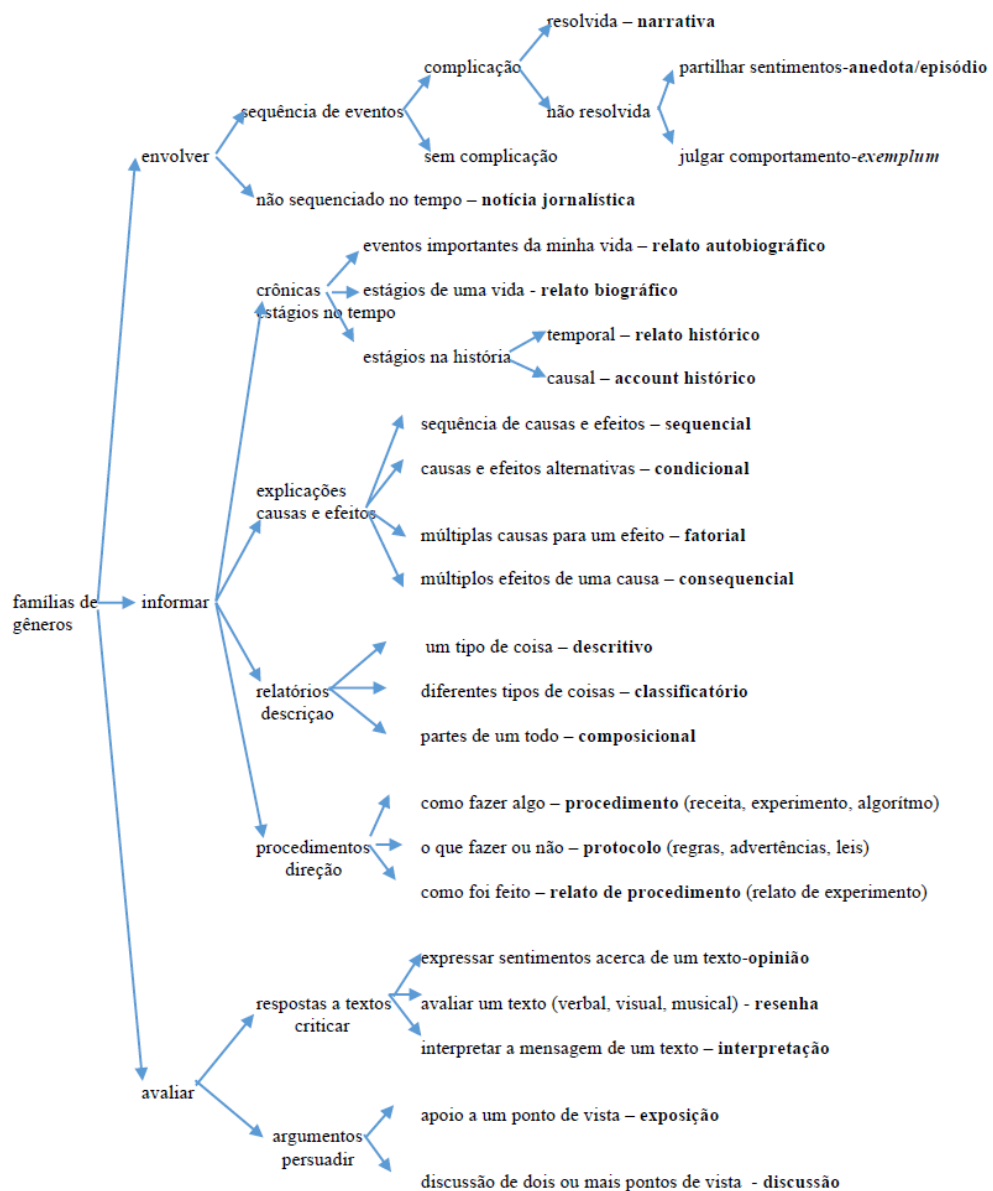 resolvida – narrativa
complicação
partilhar sentimentos-anedota/episódio
sequência de eventos
não resolvida
envolver
sem complicação
julgar comportamento-exemplum
não sequenciado no tempo – notícia jornalística
eventos importantes da minha vida – relato autobiográfico
crônicas
estágios de uma vida - relato biográfico
estágios no tempo
temporal – relato histórico
estágios na história
causal – account histórico
sequência de causas e efeitos – sequencial
causas e efeitos alternativas – condicional
explicações
causas e efeitos
múltiplas causas para um efeito – fatorial
múltiplos efeitos de uma causa – consequencial
famílias de
gêneros
informar
um tipo de coisa – descritivo
relatórios
descriçao
diferentes tipos de coisas – classificatório
partes de um todo – composicional
como fazer algo – procedimento (receita, experimento, algorítmo)
procedimentos
direção
o que fazer ou não – protocolo (regras, advertências, leis)
como foi feito – relato de procedimento (relato de experimento)
expressar sentimentos acerca de um texto-opinião
respostas a textos
criticar
avaliar um texto (verbal, visual, musical) - resenha
interpretar a mensagem de um texto – interpretação
avaliar
apoio a um ponto de vista – exposição
argumentos
persuadir
discussão de dois ou mais pontos de vista - discussão